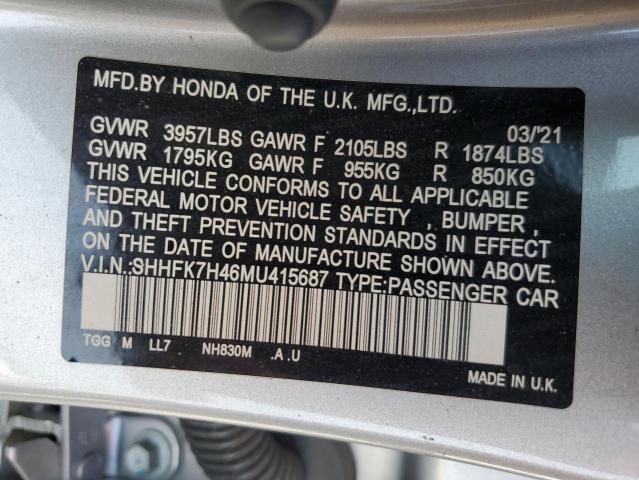 MFD.BY HONDA OF THE U.K. MFG.,LTD.
03/'21
GVWR 3957LBS GAWR F 2105LBS R 1874LBS
GVWR 1795KG GAWR F 955KG R 850KG
THIS VEHICLE CONFORMS TO ALL APPLICABLE
FEDERAL MOTOR VEHICLE SAFETY , BUMPER ,
AND THEFT PREVENTION STANDARDS IN EFFECT
ON THE DATE OF MANUFACTURE SHOWN ABOVE.
V.I.N.:SHHFK7H46MU415687 TYPE:PASSENGER CAR
TGG M LL7 NH830M .A.U
MADE IN U.K.